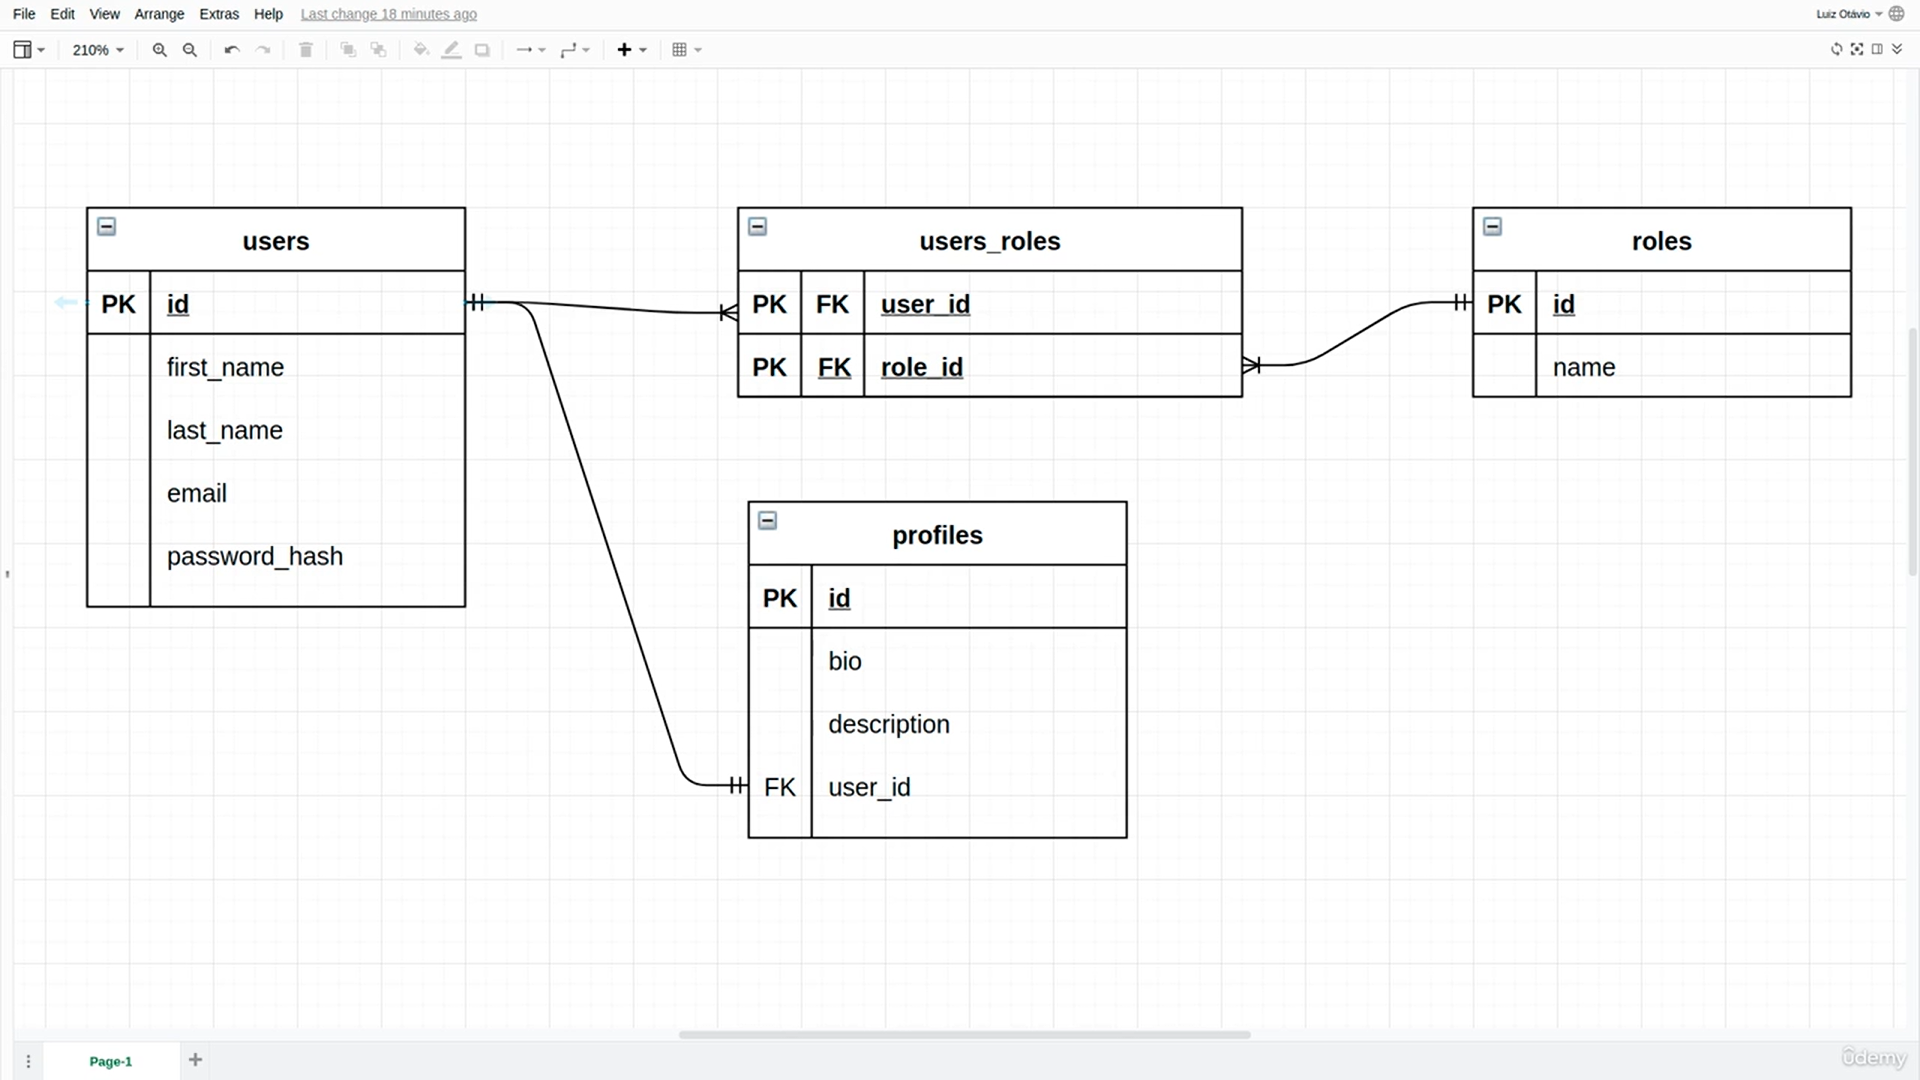 File Edit View Arrange Extras Help Last change 18 minutes ago Luiz Otávio
210%
users
PK id
first_name
last_name
email
password_hash
users_roles
PK FK user_id
PK FK role_id
roles
PK id
name
profiles
PK id
bio
description
FK user_id
Page-1
ûdemy